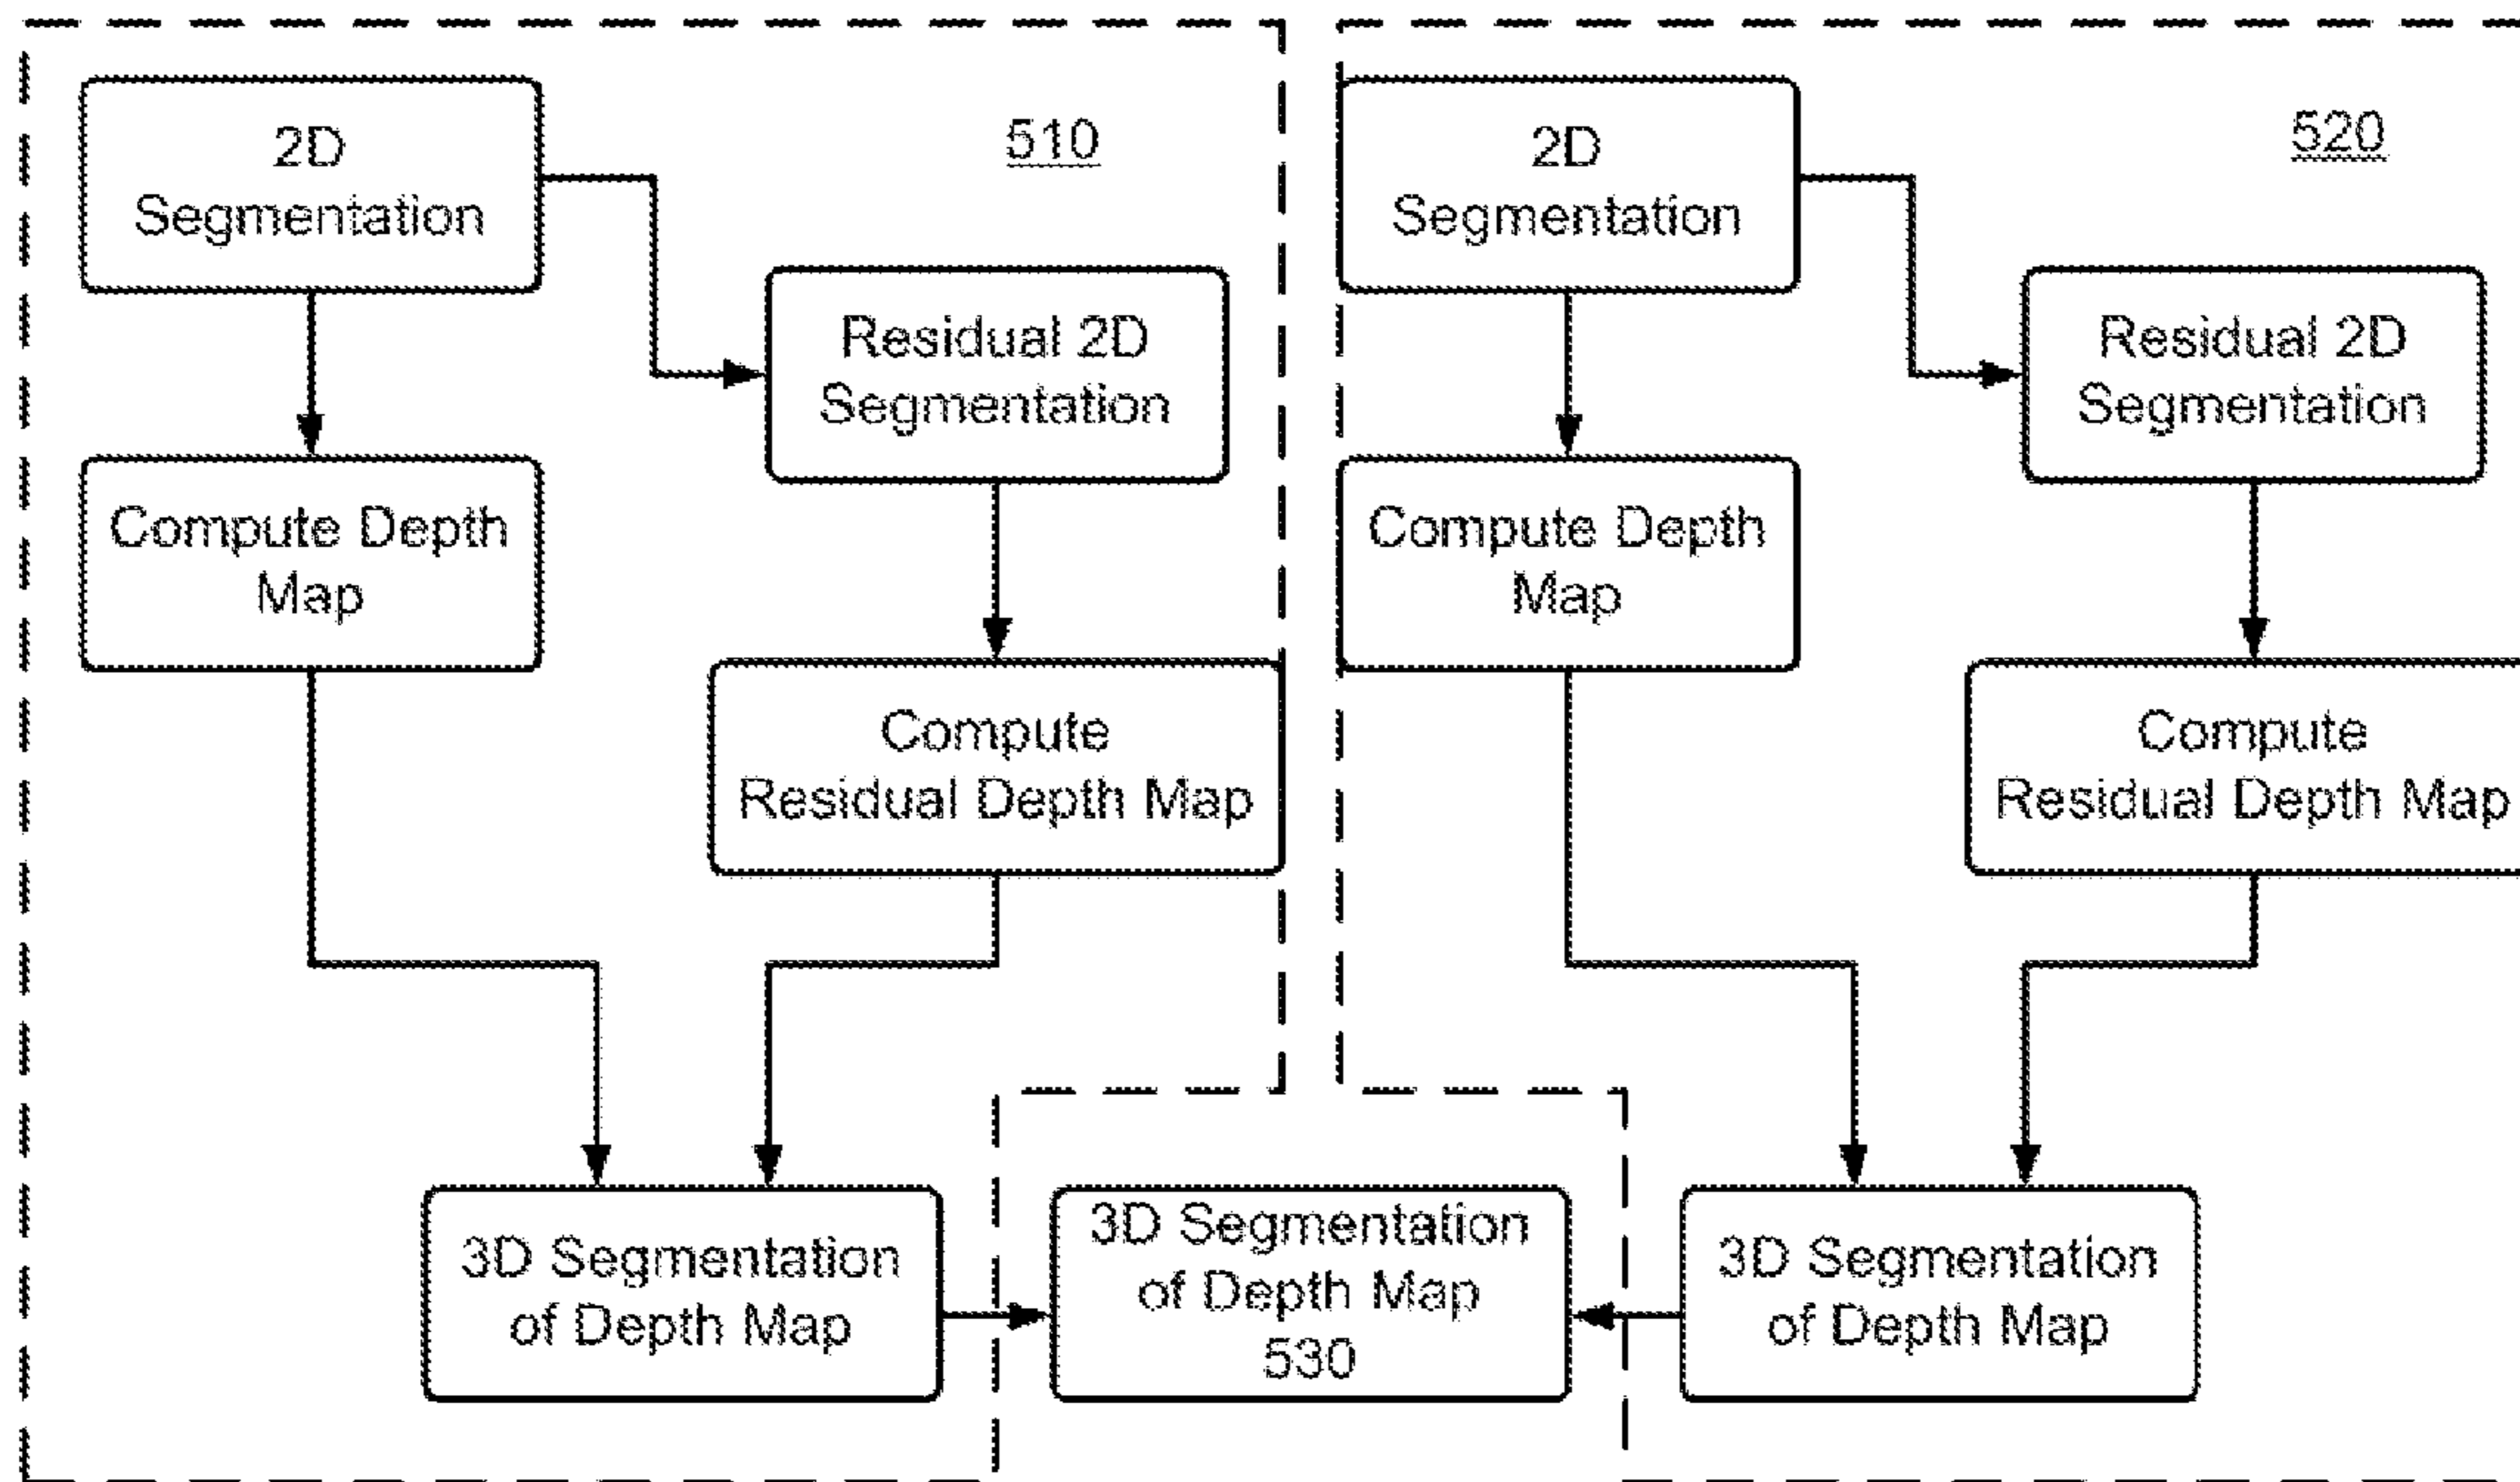 2D
Segmentation
510
Residual 2D
Segmentation
Compute Depth
Map
Compute
Residual Depth Map
3D Segmentation
of Depth Map
2D
Segmentation
520
Residual 2D
Segmentation
Compute Depth
Map
Compute
Residual Depth Map
3D Segmentation
of Depth Map
3D Segmentation
of Depth Map
530